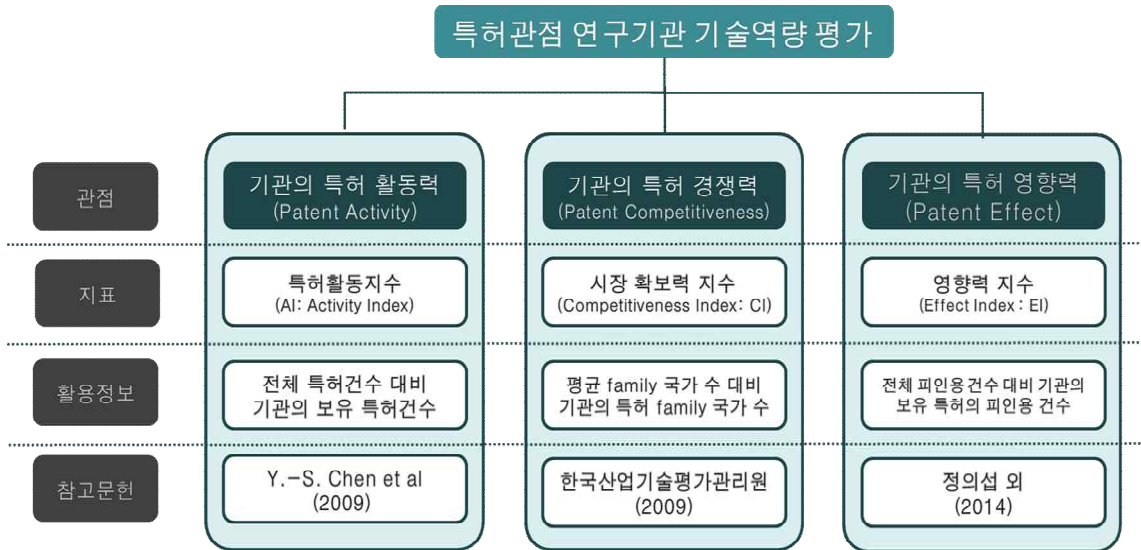 특허관점 연구기관 기술역량 평가
관점
기관의 특허 활동력
(Patent Activity)
기관의 특허 경쟁력
(Patent Competitiveness)
기관의 특허 영향력
(Patent Effect)
지표
특허활동지수
(AI: Activity Index)
시장 확보력 지수
(Competitiveness Index: CI)
영향력 지수
(Effect Index : EI)
활용정보
전체 특허건수 대비
기관의 보유 특허건수
평균 family 국가 수 대비
기관의 특허 family 국가 수
전체 피인용 건수 대비 기관의
보유 특허의 피인용 건수
참고문헌
Y.-S. Chen et al
(2009)
한국산업기술평가관리원
(2009)
정의섭 외
(2014)